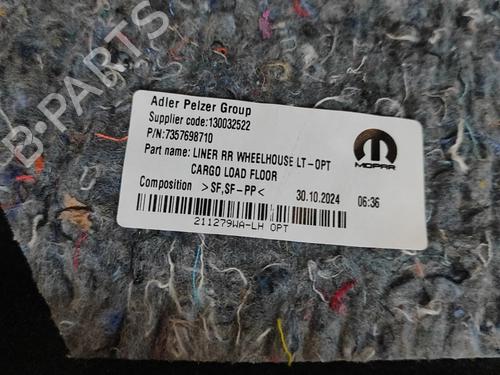 B-PARTS
Adler Pelzer Group
Supplier code:130032522
P/N:7357698710
Part name: LINER RR WHEELHOUSE LT-OPT
CARGO LOAD FLOOR
MOPAR
Composition >SF,SF-PP< 30.10.2024 06:36
211279WA-LH OPT